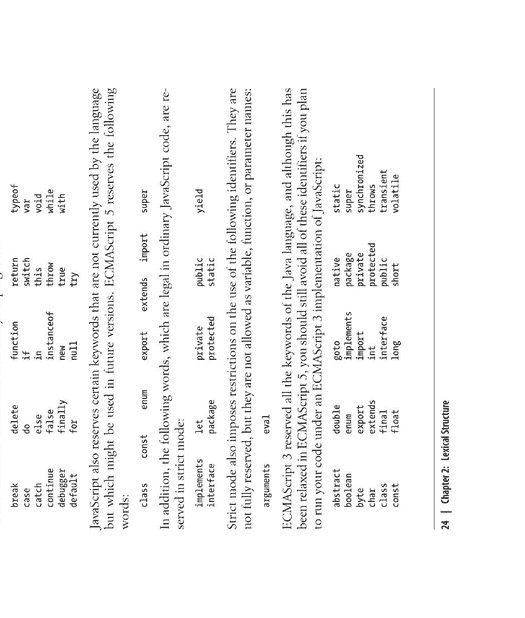 break delete function return typeof
case do if switch var
catch else in this void
continue false instanceof throw while
debugger finally new true with
default for null try
JavaScript also reserves certain keywords that are not currently used by the language
but which might be used in future versions. ECMAScript 5 reserves the following
words:
class const enum export extends import super
In addition, the following words, which are legal in ordinary JavaScript code, are re-
served in strict mode:
implements let private public yield
interface package protected static
Strict mode also imposes restrictions on the use of the following identifiers. They are
not fully reserved, but they are not allowed as variable, function, or parameter names:
arguments eval
ECMAScript 3 reserved all the keywords of the Java language, and although this has
been relaxed in ECMAScript 5, you should still avoid all of these identifiers if you plan
to run your code under an ECMAScript 3 implementation of JavaScript:
abstract double goto native static
boolean enum implements package super
byte export import private synchronized
char extends int protected throws
class final interface public transient
const float long short volatile
24 | Chapter 2: Lexical Structure